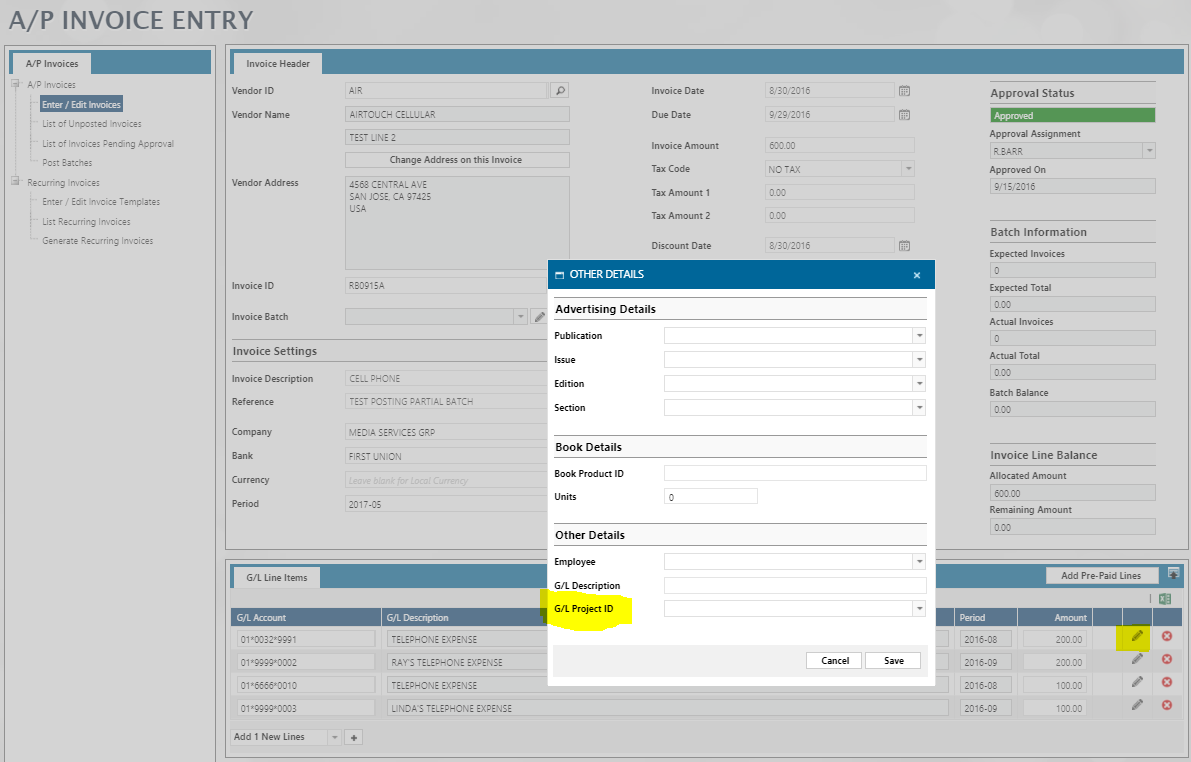 A/P INVOICE ENTRY
A/P Invoices
A/P Invoices
Enter / Edit Invoices
List of Unposted Invoices
List of Invoices Pending Approval
Post Batches
Recurring Invoices
Enter / Edit Invoice Templates
List Recurring Invoices
Generate Recurring Invoices
Invoice Header
Vendor ID AIR
Vendor Name AIRTOUCH CELLULAR
TEST LINE 2
Change Address on this Invoice
Vendor Address 4568 CENTRAL AVE
SAN JOSE, CA 97425
USA
Invoice ID RB0915A
Invoice Batch
Invoice Settings
Invoice Description CELL PHONE
Reference TEST POSTING PARTIAL BATCH
Company MEDIA SERVICES GRP
Bank FIRST UNION
Currency Leave blank for Local Currency
Period 2017-05
Invoice Date 8/30/2016
Due Date 9/29/2016
Invoice Amount 600.00
Tax Code NO TAX
Tax Amount 1 0.00
Tax Amount 2 0.00
Discount Date 8/30/2016
Approval Status
Approved
Approval Assignment
R.BARR
Approved On
9/15/2016
Batch Information
Expected Invoices
0
Expected Total
0.00
Actual Invoices
0
Actual Total
0.00
Batch Balance
0.00
Invoice Line Balance
Allocated Amount
600.00
Remaining Amount
0.00
OTHER DETAILS ×
Advertising Details
Publication
Issue
Edition
Section
Book Details
Book Product ID
Units 0
Other Details
Employee
G/L Description
G/L Project ID
Cancel Save
G/L Line Items
Add Pre-Paid Lines
G/L Account G/L Description Period Amount
01*0032*9991 TELEPHONE EXPENSE 2016-08 200.00
01*9999*0002 RAY'S TELEPHONE EXPENSE 2016-09 200.00
01*6666*0010 TELEPHONE EXPENSE 2016-08 100.00
01*9999*0003 LINDA'S TELEPHONE EXPENSE 2016-09 100.00
Add 1 New Lines +